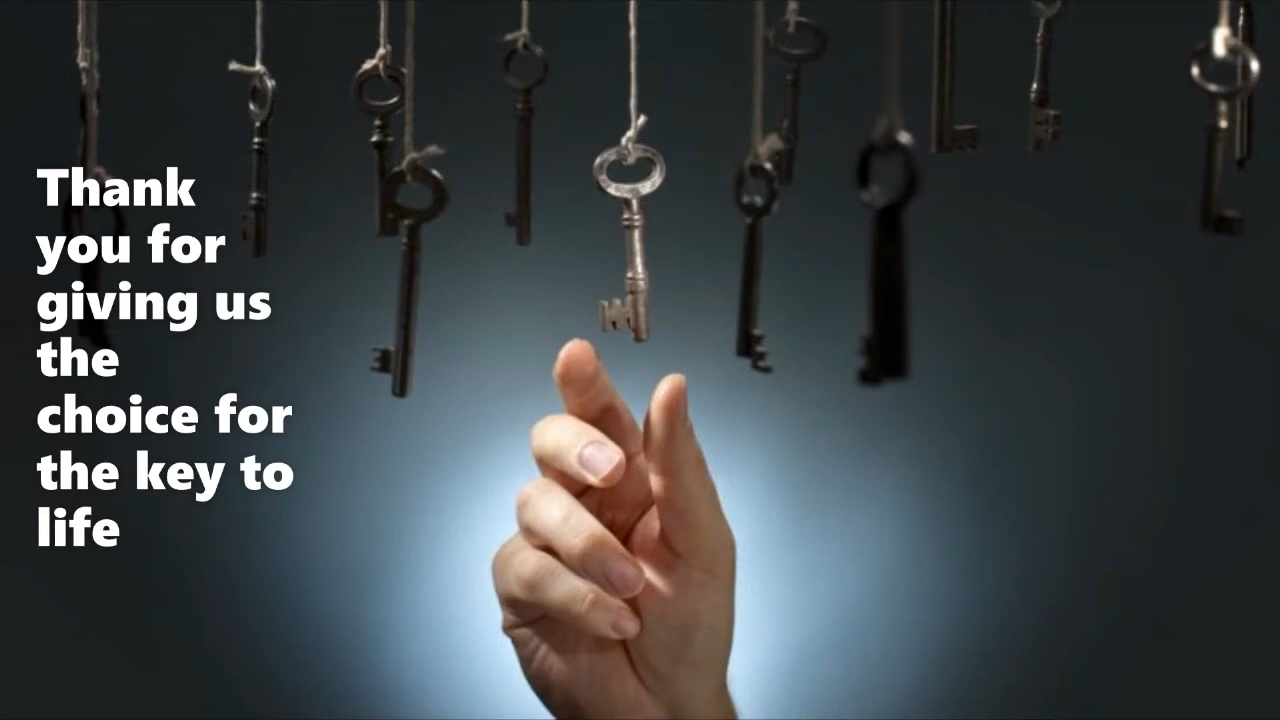 Thank
you for
giving us
the
choice for
the key to
life